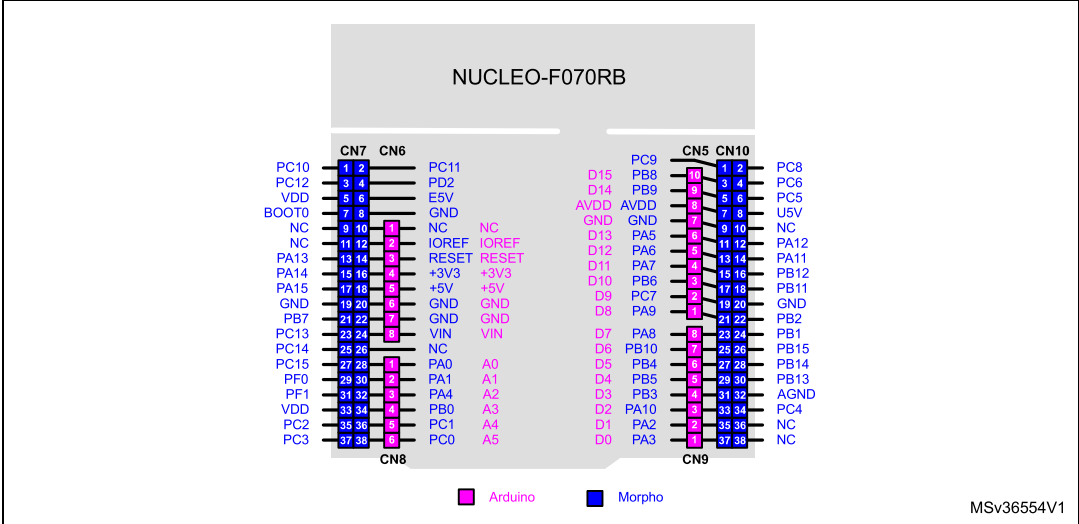 NUCLEO-F070RB
CN7 CN6 CN5 CN10
PC9
PC10 1 2 PC11 D15 PB8 10 1 2 PC8
PC12 3 4 PD2 D14 PB9 9 3 4 PC6
VDD 5 6 E5V AVDD AVDD 8 5 6 PC5
BOOT0 7 8 GND GND GND 7 7 8 U5V
NC 9 10 1 NC NC D13 PA5 6 9 10 NC
NC 11 12 2 IOREF IOREF D12 PA6 5 11 12 PA12
PA13 13 14 3 RESET RESET D11 PA7 4 13 14 PA11
PA14 15 16 4 +3V3 +3V3 D10 PB6 3 15 16 PB12
PA15 17 18 5 +5V +5V D9 PC7 2 17 18 PB11
GND 19 20 6 GND GND D8 PA9 1 19 20 GND
PB7 21 22 7 GND GND 21 22 PB2
PC13 23 24 8 VIN VIN D7 PA8 8 23 24 PB1
PC14 25 26 NC D6 PB10 7 25 26 PB15
PC15 27 28 1 PA0 A0 D5 PB4 6 27 28 PB14
PF0 29 30 2 PA1 A1 D4 PB5 5 29 30 PB13
PF1 31 32 3 PA4 A2 D3 PB3 4 31 32 AGND
VDD 33 34 4 PB0 A3 D2 PA10 3 33 34 PC4
PC2 35 36 5 PC1 A4 D1 PA2 2 35 36 NC
PC3 37 38 6 PC0 A5 D0 PA3 1 37 38 NC
CN8 CN9
Arduino Morpho
MSv36554V1